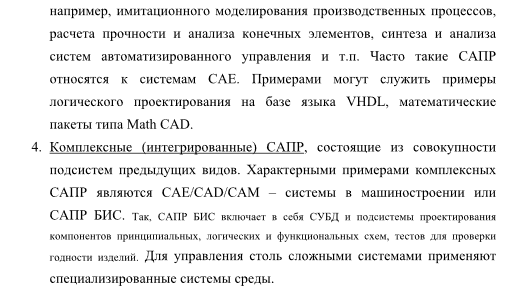 например, имитационного моделирования производственных процессов,
расчета прочности и анализа конечных элементов, синтеза и анализа
систем автоматизированного управления и т.п. Часто такие САПР
относятся к системам CAE. Примерами могут служить примеры
логического проектирования на базе языка VHDL, математические
пакеты типа Math CAD.
4. Комплексные (интегрированные) САПР, состоящие из совокупности
подсистем предыдущих видов. Характерными примерами комплексных
САПР являются CAE/CAD/CAM – системы в машиностроении или
САПР БИС. Так, САПР БИС включает в себя СУБД и подсистемы проектирования
компонентов принципиальных, логических и функциональных схем, тестов для проверки
годности изделий. Для управления столь сложными системами применяют
специализированные системы среды.